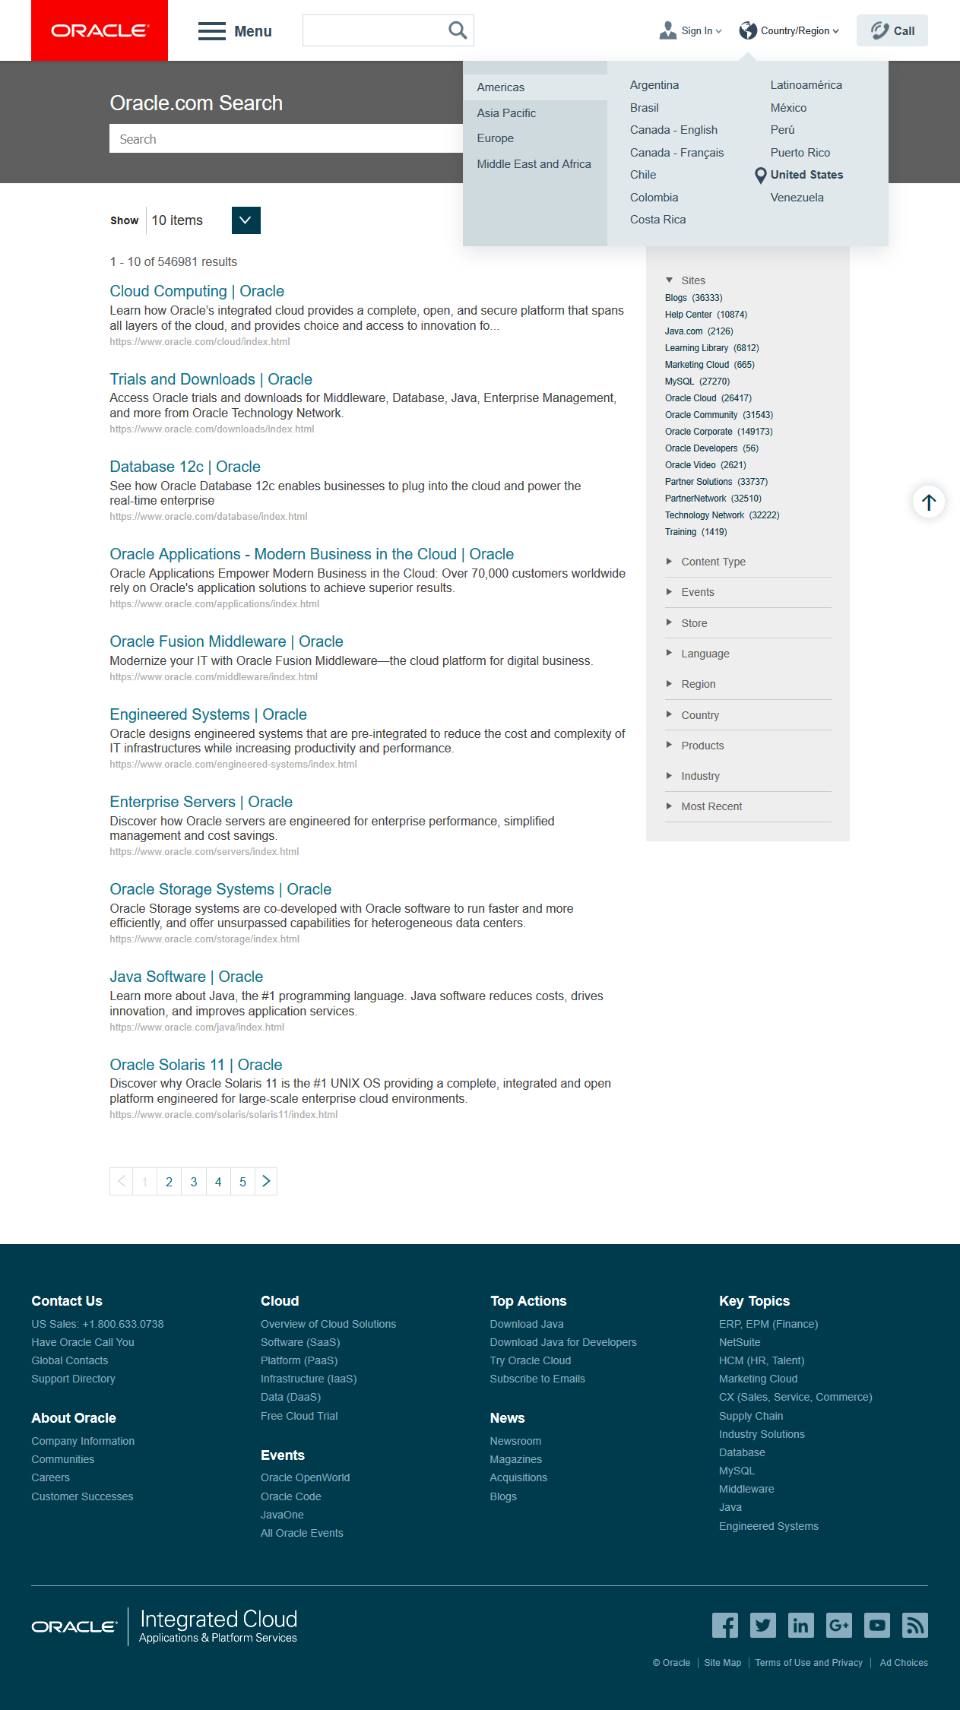 ORACLE
Menu
Sign In
Country/Region
Call
Oracle.com Search
Search
Americas
Asia Pacific
Europe
Middle East and Africa
Argentina
Brasil
Canada - English
Canada - Français
Chile
Colombia
Costa Rica
Latinoamérica
México
Perú
Puerto Rico
United States
Venezuela
Show 10 items
1 - 10 of 546981 results
Cloud Computing | Oracle
Learn how Oracle's integrated cloud provides a complete, open, and secure platform that spans
all layers of the cloud, and provides choice and access to innovation fo...
https://www.oracle.com/cloud/index.html
Trials and Downloads | Oracle
Access Oracle trials and downloads for Middleware, Database, Java, Enterprise Management,
and more from Oracle Technology Network.
https://www.oracle.com/downloads/index.html
Database 12c | Oracle
See how Oracle Database 12c enables businesses to plug into the cloud and power the
real-time enterprise
https://www.oracle.com/database/index.html
Oracle Applications - Modern Business in the Cloud | Oracle
Oracle Applications Empower Modern Business in the Cloud: Over 70,000 customers worldwide
rely on Oracle's application solutions to achieve superior results.
https://www.oracle.com/applications/index.html
Oracle Fusion Middleware | Oracle
Modernize your IT with Oracle Fusion Middleware—the cloud platform for digital business.
https://www.oracle.com/middleware/index.html
Engineered Systems | Oracle
Oracle designs engineered systems that are pre-integrated to reduce the cost and complexity of
IT infrastructures while increasing productivity and performance.
https://www.oracle.com/engineered-systems/index.html
Enterprise Servers | Oracle
Discover how Oracle servers are engineered for enterprise performance, simplified
management and cost savings.
https://www.oracle.com/servers/index.html
Oracle Storage Systems | Oracle
Oracle Storage systems are co-developed with Oracle software to run faster and more
efficiently, and offer unsurpassed capabilities for heterogeneous data centers.
https://www.oracle.com/storage/index.html
Java Software | Oracle
Learn more about Java, the #1 programming language. Java software reduces costs, drives
innovation, and improves application services.
https://www.oracle.com/java/index.html
Oracle Solaris 11 | Oracle
Discover why Oracle Solaris 11 is the #1 UNIX OS providing a complete, integrated and open
platform engineered for large-scale enterprise cloud environments.
https://www.oracle.com/solaris/solaris11/index.html
1 2 3 4 5
Sites
Blogs (36333)
Help Center (10874)
Java.com (2126)
Learning Library (6812)
Marketing Cloud (665)
MySQL (27270)
Oracle Cloud (26417)
Oracle Community (31543)
Oracle Corporate (149173)
Oracle Developers (56)
Oracle Video (2621)
Partner Solutions (33737)
PartnerNetwork (32510)
Technology Network (32222)
Training (1419)
Content Type
Events
Store
Language
Region
Country
Products
Industry
Most Recent
Contact Us
US Sales: +1.800.633.0738
Have Oracle Call You
Global Contacts
Support Directory
About Oracle
Company Information
Communities
Careers
Customer Successes
Cloud
Overview of Cloud Solutions
Software (SaaS)
Platform (PaaS)
Infrastructure (IaaS)
Data (DaaS)
Free Cloud Trial
Events
Oracle OpenWorld
Oracle Code
JavaOne
All Oracle Events
Top Actions
Download Java
Download Java for Developers
Try Oracle Cloud
Subscribe to Emails
News
Newsroom
Magazines
Acquisitions
Blogs
Key Topics
ERP, EPM (Finance)
NetSuite
HCM (HR, Talent)
Marketing Cloud
CX (Sales, Service, Commerce)
Supply Chain
Industry Solutions
Database
MySQL
Middleware
Java
Engineered Systems
ORACLE
Integrated Cloud
Applications & Platform Services
© Oracle | Site Map | Terms of Use and Privacy | Ad Choices